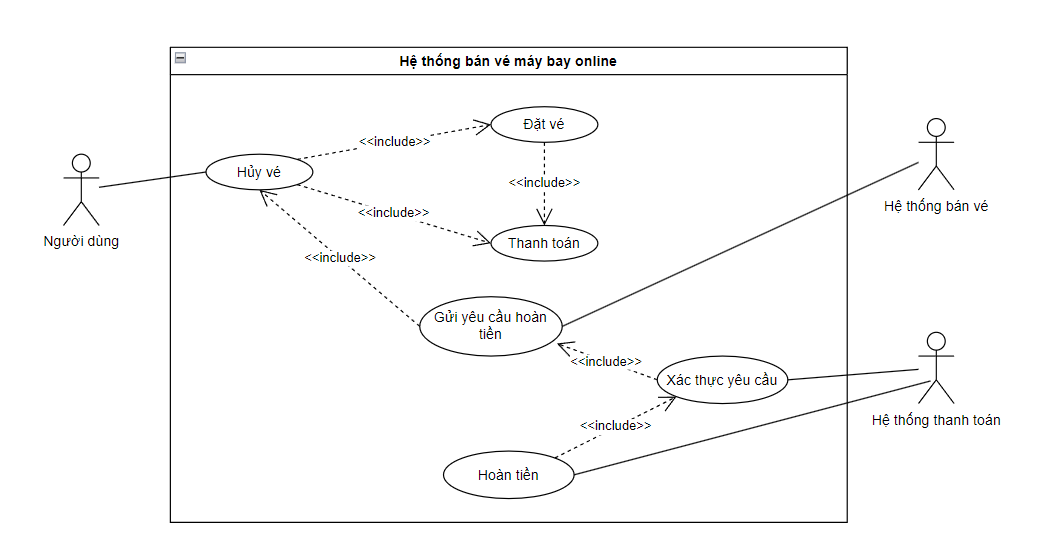 Hệ thống bán vé máy bay online
Đặt vé
<<include>>
Hủy vé
<<include>>
<<include>>
Người dùng
Thanh toán
Hệ thống bán vé
<<include>>
Gửi yêu cầu hoàn
tiền
<<include>>
Xác thực yêu cầu
Hệ thống thanh toán
<<include>>
Hoàn tiền